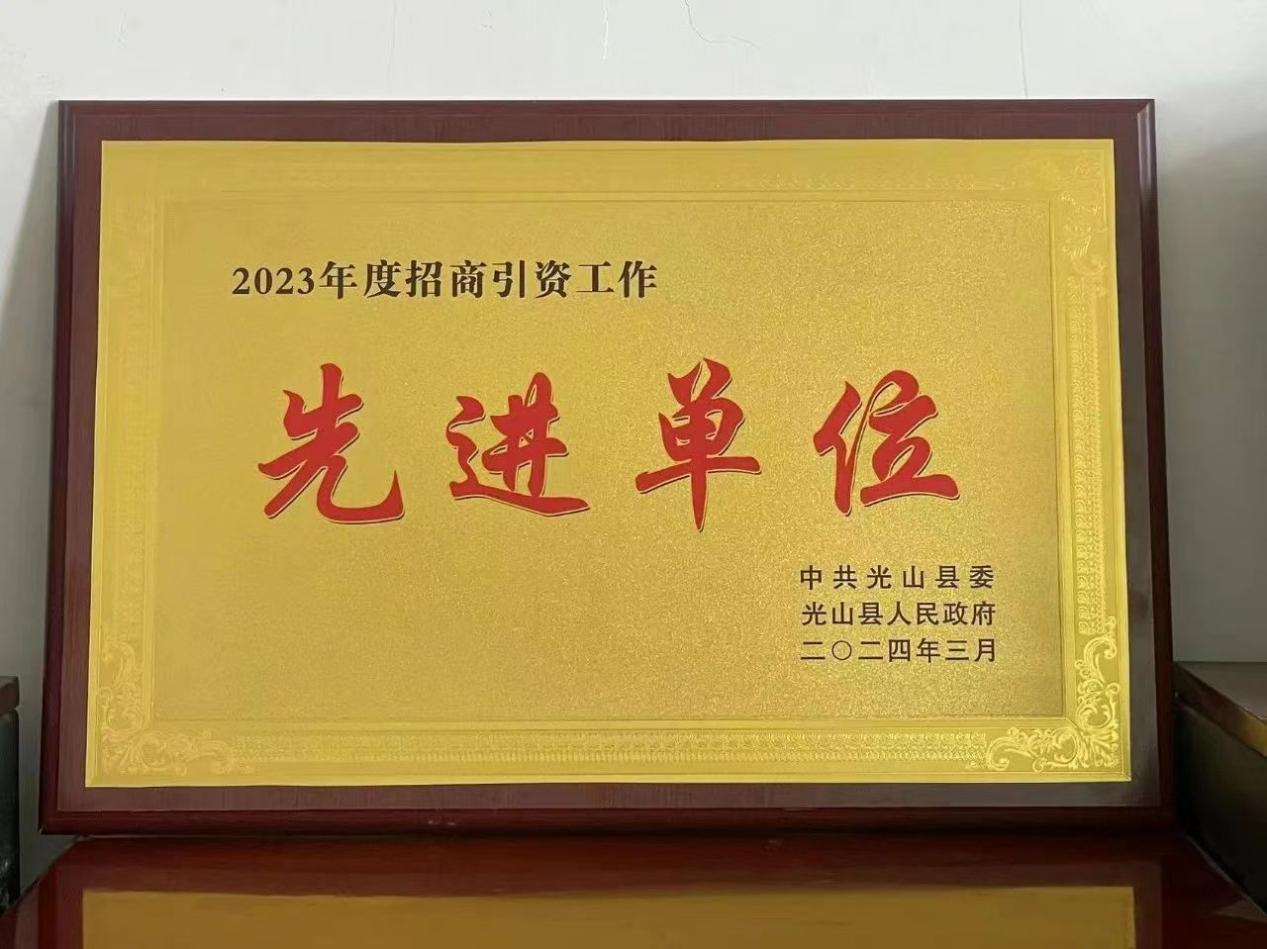 2023年度招商引资工作
先进单位
中共光山县委
光山县人民政府
二〇二四年三月